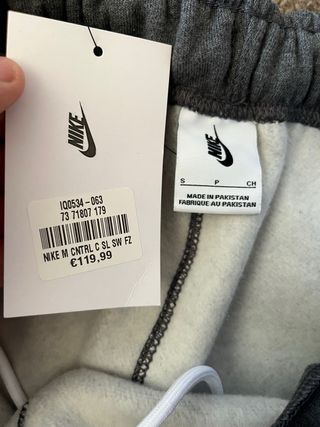 NIKE
IQ0534-063
73 71807 179
NIKE M CNTRL C SL SW FZ
€119,99
NIKE
S P CH
MADE IN PAKISTAN
FABRIQUÉ AU PAKISTAN